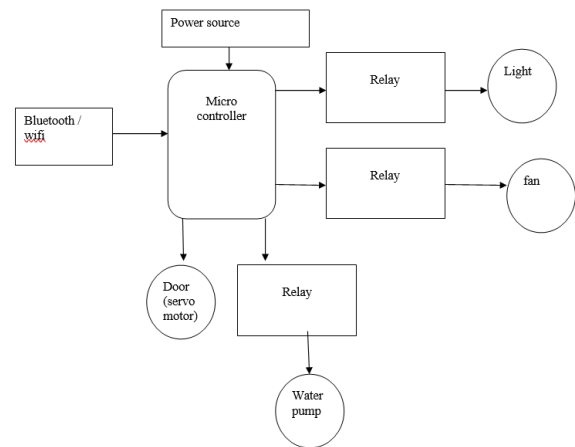 Power source
Relay
Light
Micro
controller
Bluetooth /
wifi
Relay
fan
Door
(servo
motor)
Relay
Water
pump